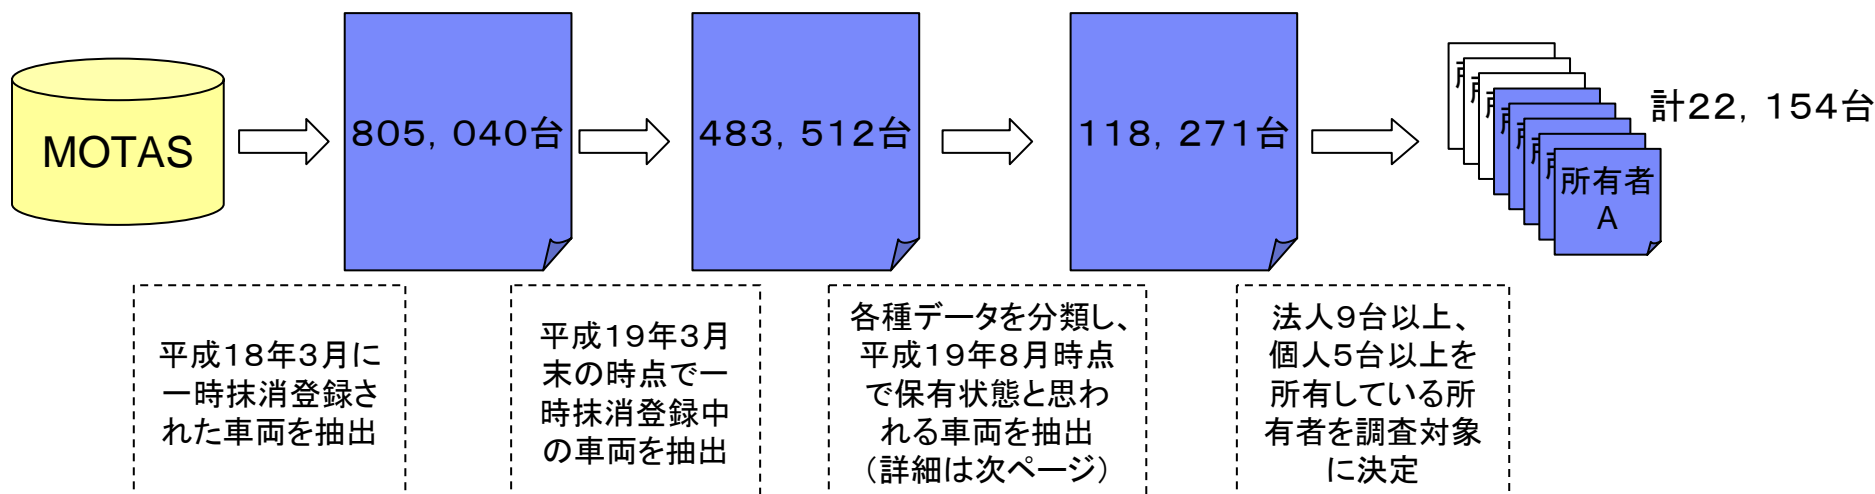 MOTAS
805，040台
483，512台
118，271台
計22，154台
所有者
A
平成18年3月に
一時抹消登録さ
れた車両を抽出
平成19年3月
末の時点で一
時抹消登録中
の車両を抽出
各種データを分類し、
平成19年8月時点
で保有状態と思わ
れる車両を抽出
（詳細は次ページ）
法人9台以上、
個人5台以上を
所有している所
有者を調査対象
に決定